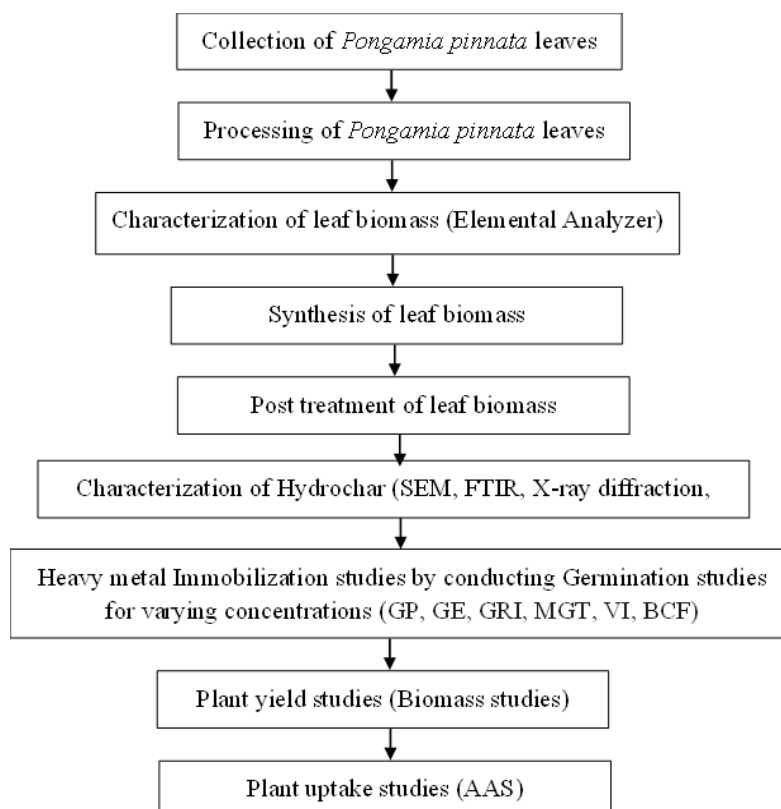 Collection of Pongamia pinnata leaves
Processing of Pongamia pinnata leaves
Characterization of leaf biomass (Elemental Analyzer)
Synthesis of leaf biomass
Post treatment of leaf biomass
Characterization of Hydrochar (SEM, FTIR, X-ray diffraction,
Heavy metal Immobilization studies by conducting Germination studies
for varying concentrations (GP, GE, GRI, MGT, VI, BCF)
Plant yield studies (Biomass studies)
Plant uptake studies (AAS)